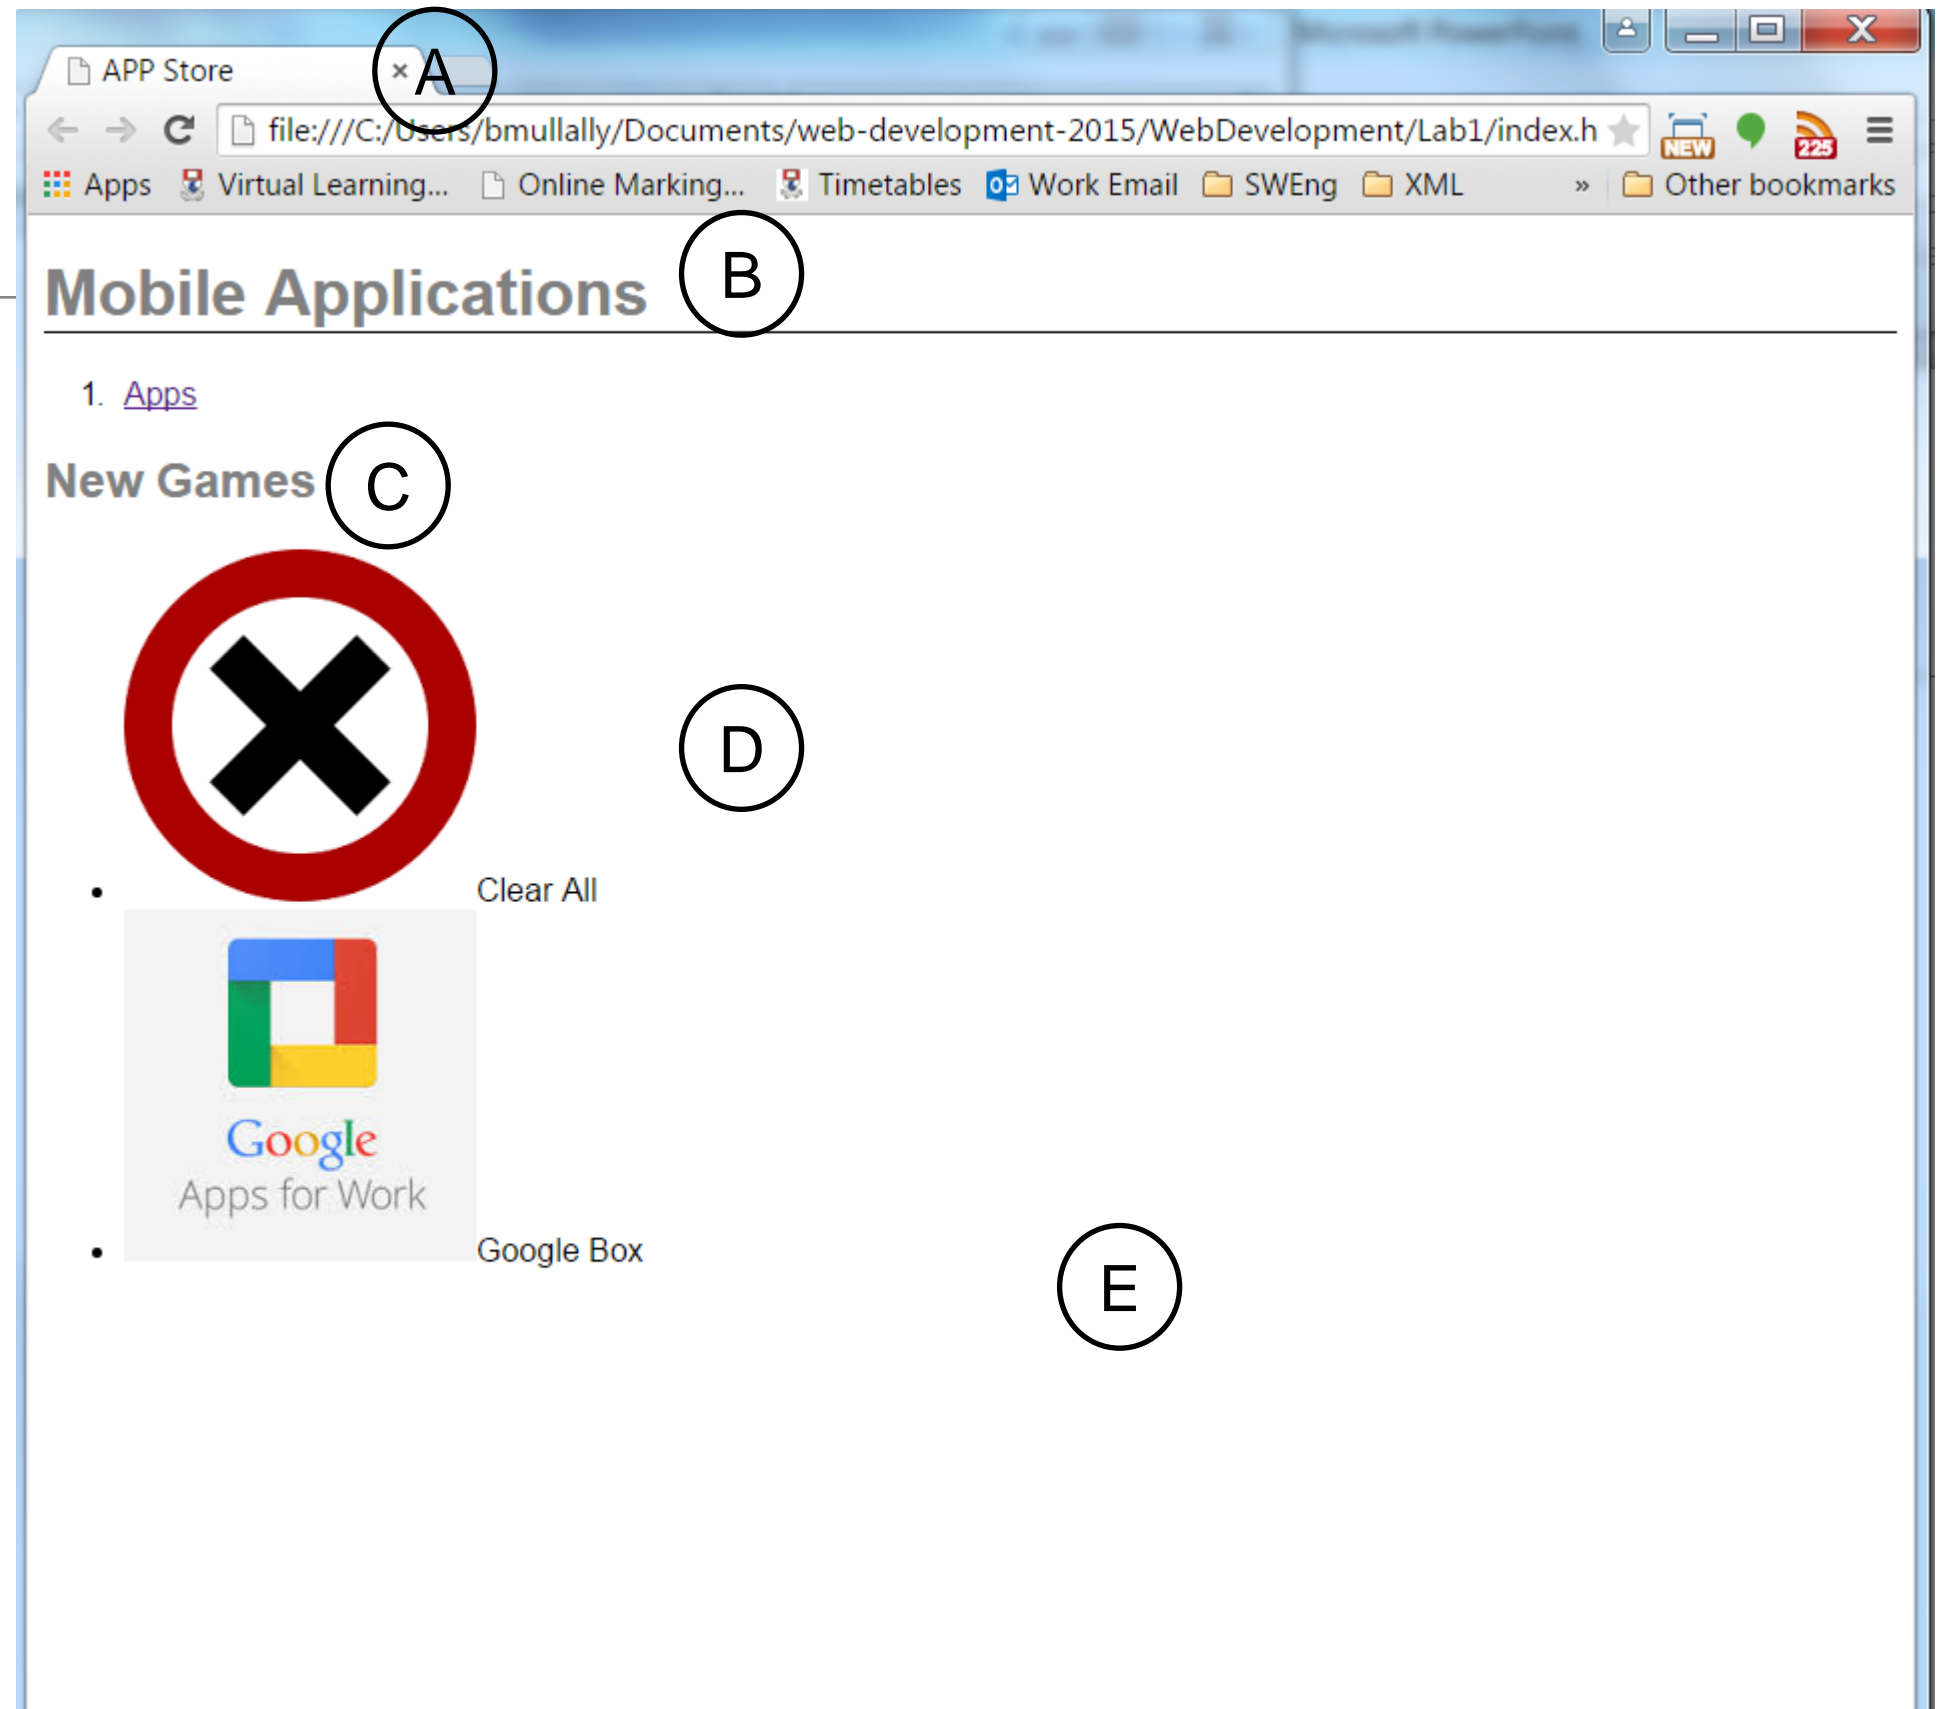 APP Store × A
file:///C:/Users/bmullally/Documents/web-development-2015/WebDevelopment/Lab1/index.h NEW 225
Apps Virtual Learning... Online Marking... Timetables Work Email SWEng XML » Other bookmarks
Mobile Applications B
1. Apps
New Games C
D
• Clear All
Google
Apps for Work
• Google Box
E